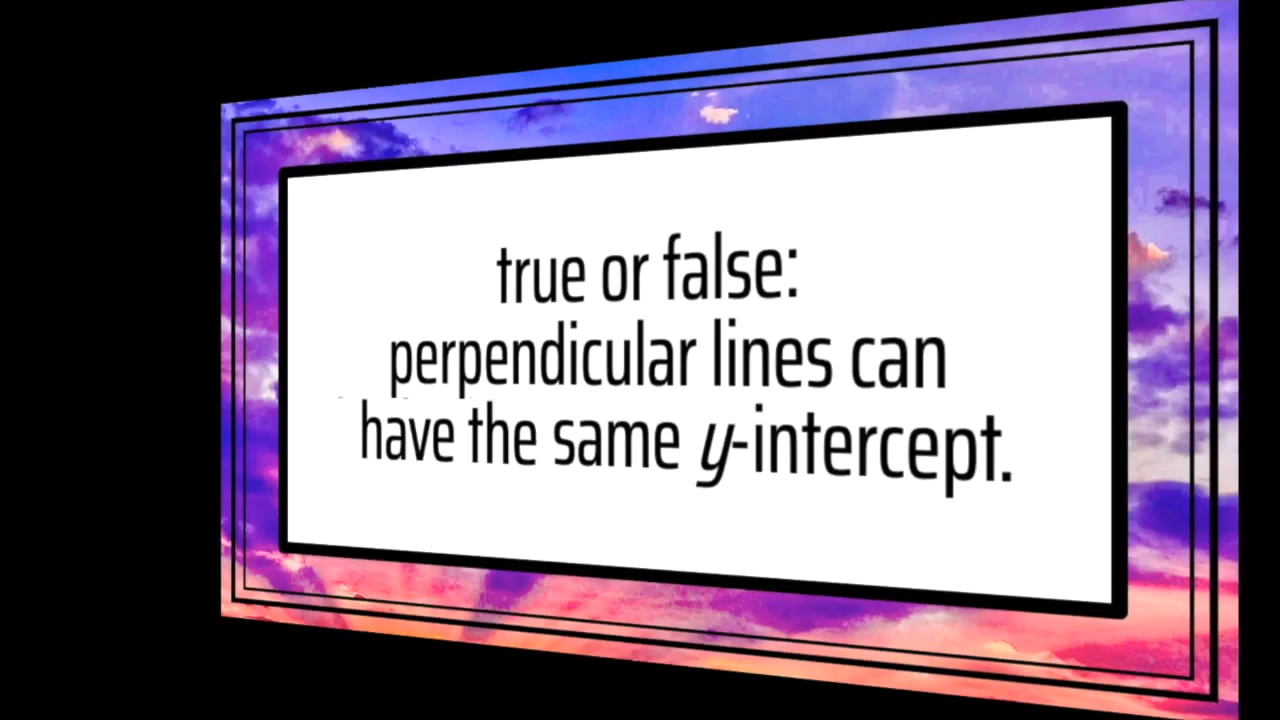 true or false:
perpendicular lines can
have the same y-intercept.